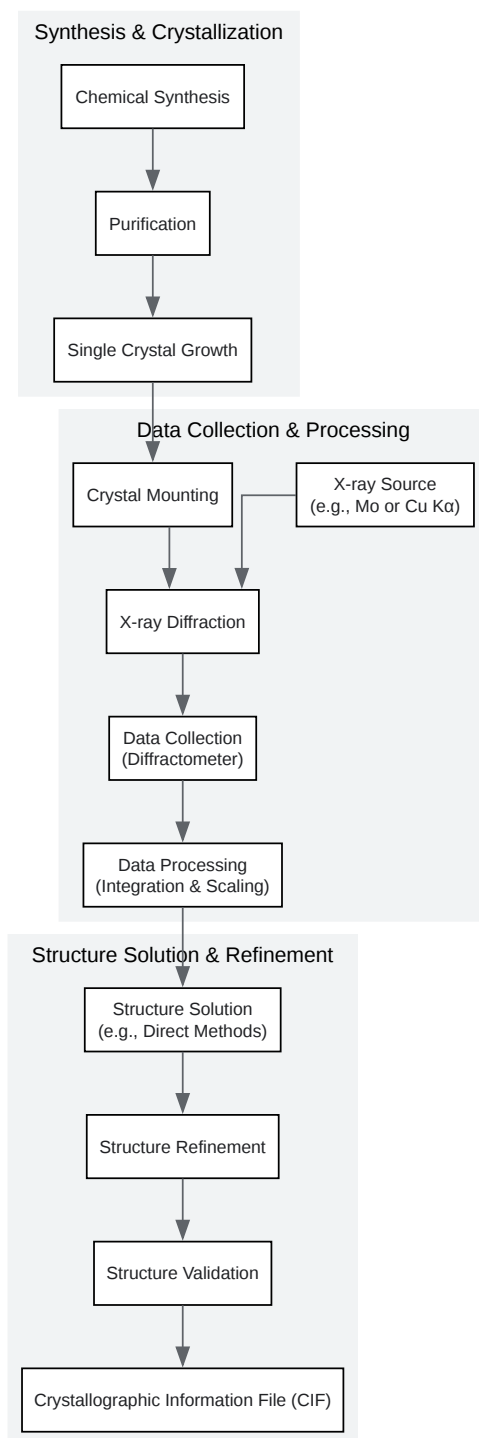 Synthesis & Crystallization
Chemical Synthesis
Purification
Single Crystal Growth
Data Collection & Processing
Crystal Mounting
X-ray Source
(e.g., Mo or Cu Kα)
X-ray Diffraction
Data Collection
(Diffractometer)
Data Processing
(Integration & Scaling)
Structure Solution & Refinement
Structure Solution
(e.g., Direct Methods)
Structure Refinement
Structure Validation
Crystallographic Information File (CIF)